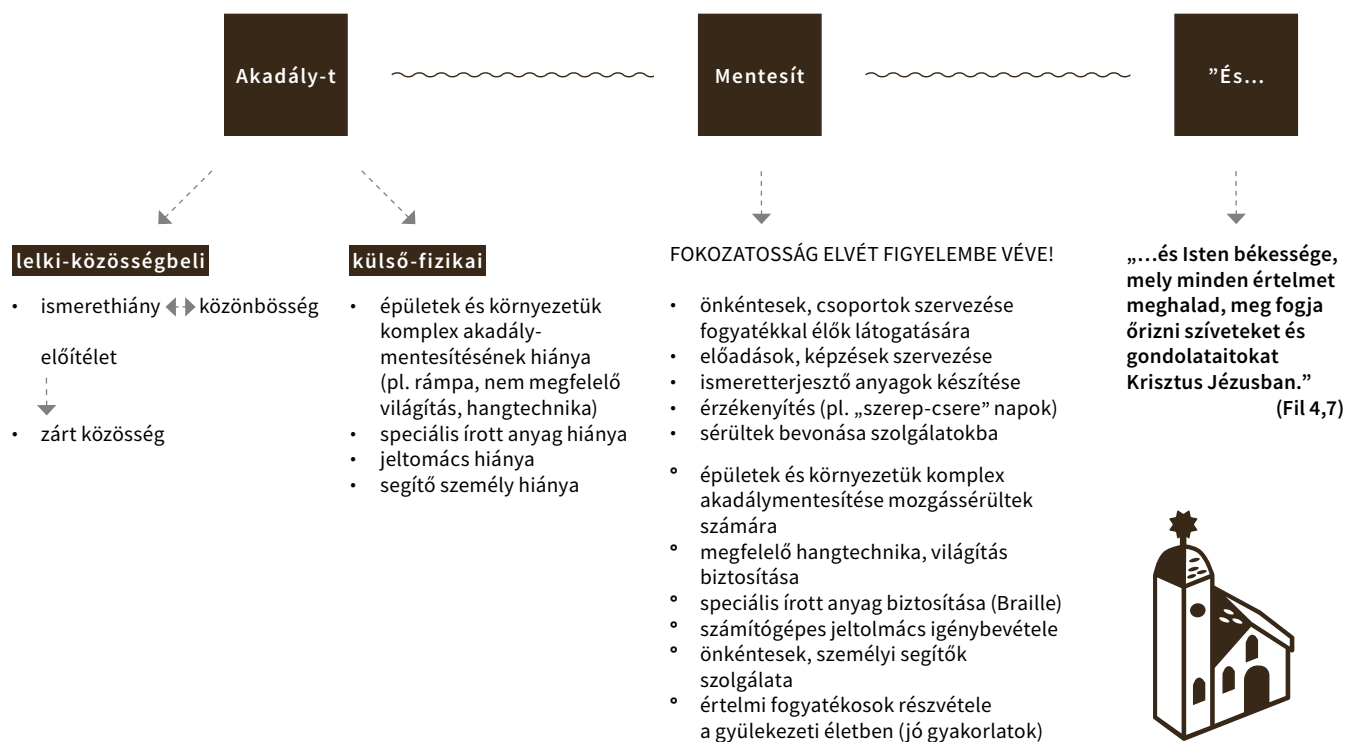 Akadály-t
Mentesít
”És...
lelki-közösségbeli
• ismerethiány közönbösség
előítélet
• zárt közösség
külső-fizikai
• épületek és környezetük
komplex akadály-
mentesítésének hiánya
(pl. rámpa, nem megfelelő
világítás, hangtechnika)
• speciális írott anyag hiánya
• jeltomács hiánya
• segítő személy hiánya
FOKOZATOSSÁG ELVÉT FIGYELEMBE VÉVE!
• önkéntesek, csoportok szervezése
fogyatékkal élők látogatására
• előadások, képzések szervezése
• ismeretterjesztő anyagok készítése
• érzékenyítés (pl. „szerep-csere” napok)
• sérültek bevonása szolgálatokba
° épületek és környezetük komplex
akadálymentesítése mozgássérültek
számára
° megfelelő hangtechnika, világítás
biztosítása
° speciális írott anyag biztosítása (Braille)
° számítógépes jeltolmács igénybevétele
° önkéntesek, személyi segítők
szolgálata
° értelmi fogyatékosok részvétele
a gyülekezeti életben (jó gyakorlatok)
„...és Isten békessége,
mely minden értelmet
meghalad, meg fogja
őrizni szíveteket és
gondolataitokat
Krisztus Jézusban.”
(Fil 4,7)